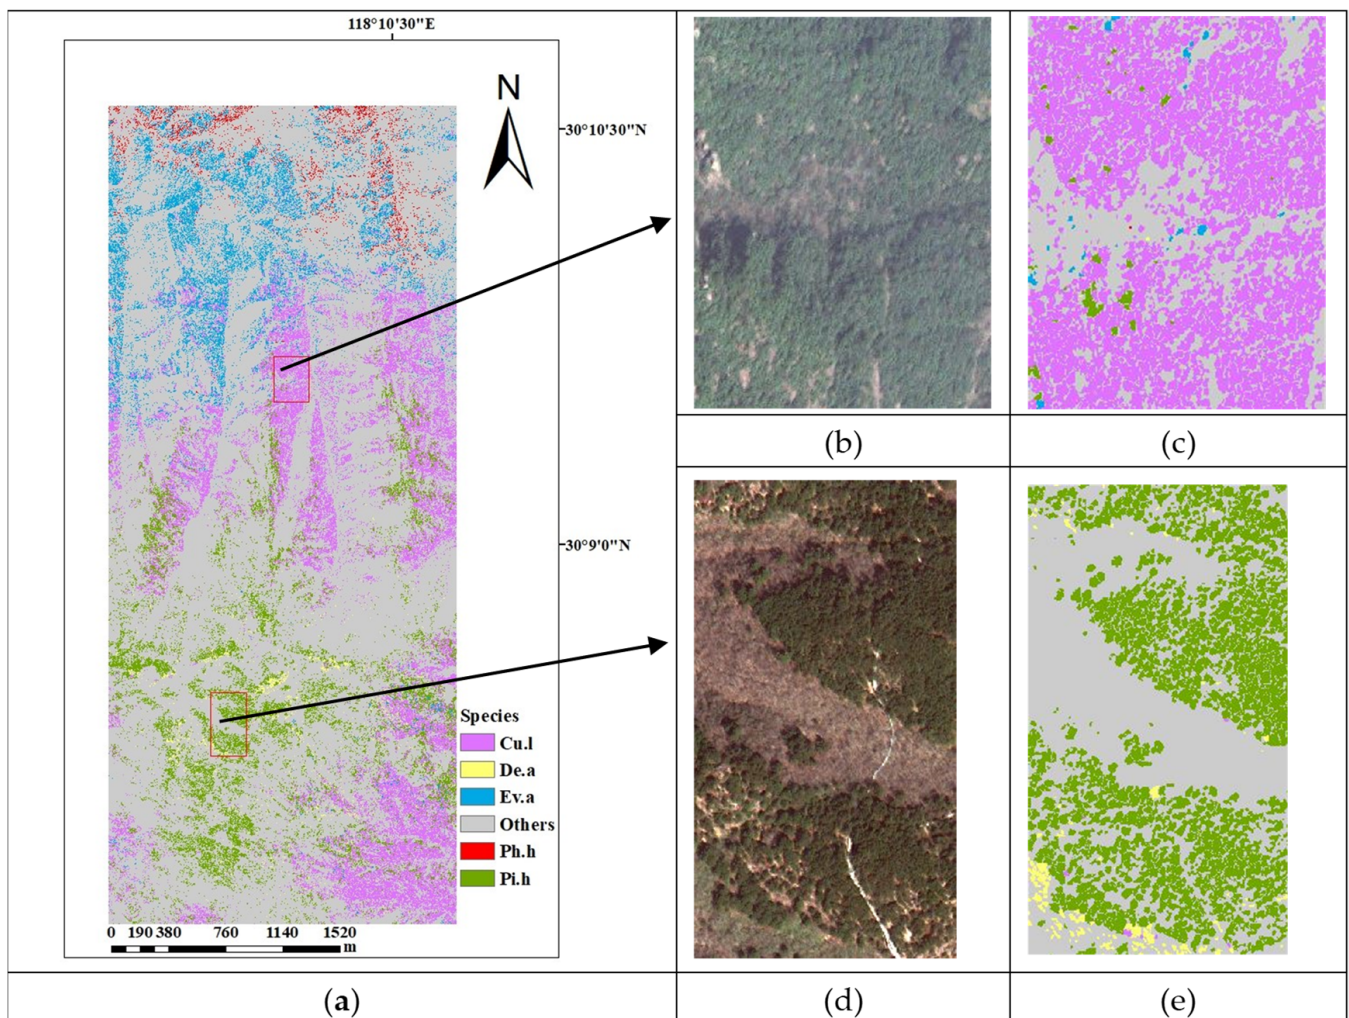 118°10'30"E
N
30°10'30"N
30°9'0"N
Species
Cu.l
De.a
Ev.a
Others
Ph.h
Pi.h
0 190 380 760 1140 1520
m
(a)
(b)
(c)
(d)
(e)